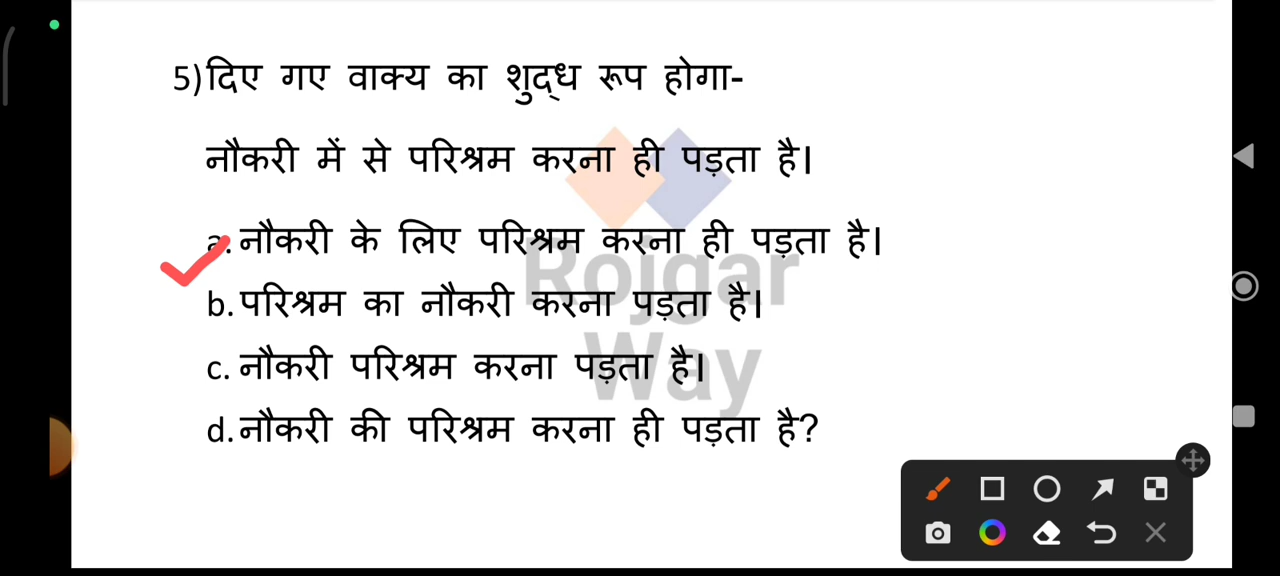 5)दिए गए वाक्य का शुद्ध रूप होगा-
नौकरी में से परिश्रम करना ही पड़ता है।
a.नौकरी के लिए परिश्रम करना ही पड़ता है।
b.परिश्रम का नौकरी करना पड़ता है।
c. नौकरी परिश्रम करना पड़ता है।
d.नौकरी की परिश्रम करना ही पड़ता है?
Rojgar
Way